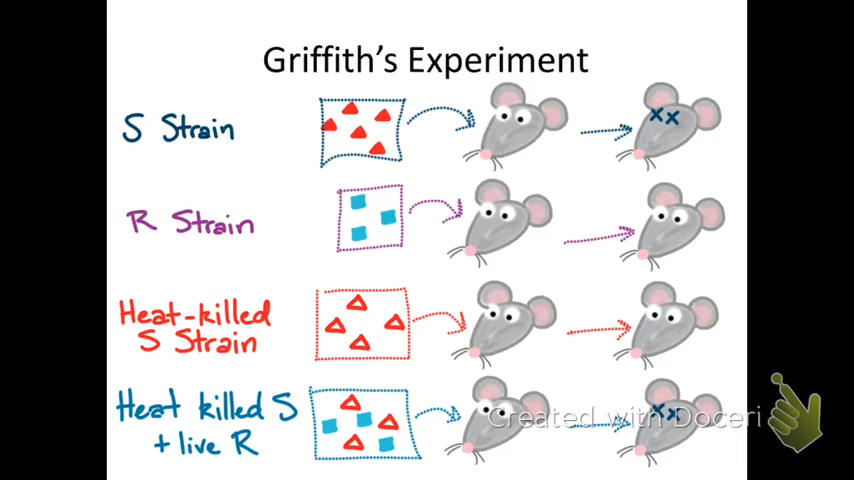 Griffith's Experiment
S Strain
R Strain
Heat-killed
S Strain
Heat killed S
+ live R
Created with Doceri